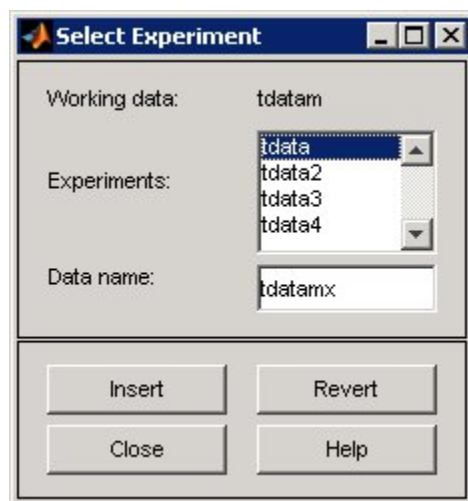 Select Experiment
Working data: tdatam
Experiments:
tdata
tdata2
tdata3
tdata4
Data name: tdatamx
Insert Revert
Close Help